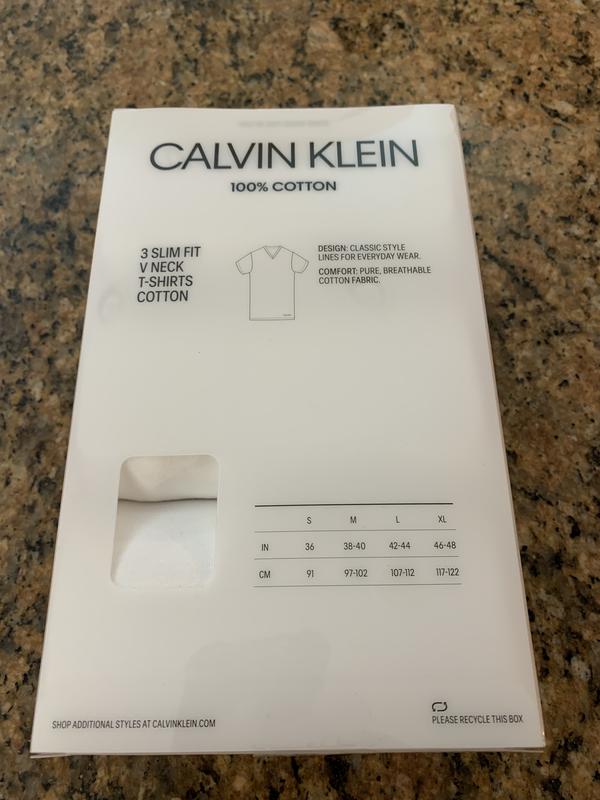 CALVIN KLEIN
100% COTTON
3 SLIM FIT
V NECK
T-SHIRTS
COTTON
DESIGN: CLASSIC STYLE
LINES FOR EVERYDAY WEAR.
COMFORT: PURE, BREATHABLE
COTTON FABRIC.
S M L XL
IN 36 38-40 42-44 46-48
CM 91 97-102 107-112 117-122
SHOP ADDITIONAL STYLES AT CALVINKLEIN.COM
PLEASE RECYCLE THIS BOX